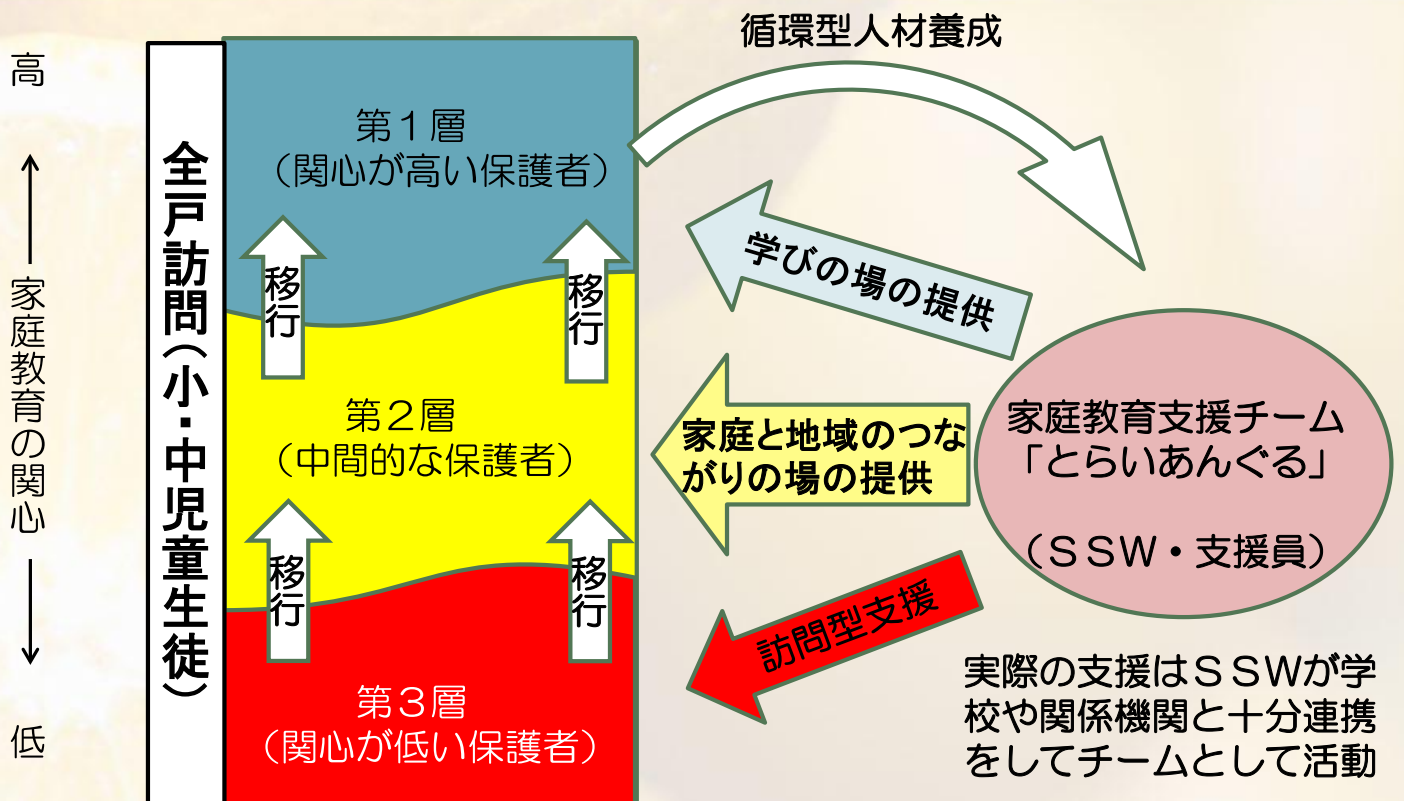 循環型人材養成
高
家庭教育の関心
低
全戸訪問(小・中児童生徒)
第１層
（関心が高い保護者）
移行
移行
第２層
（中間的な保護者）
移行
移行
第３層
（関心が低い保護者）
学びの場の提供
家庭と地域のつな
がりの場の提供
訪問型支援
家庭教育支援チーム
「とらいあんぐる」
（ＳＳＷ・支援員）
実際の支援はＳＳＷが学
校や関係機関と十分連携
をしてチームとして活動